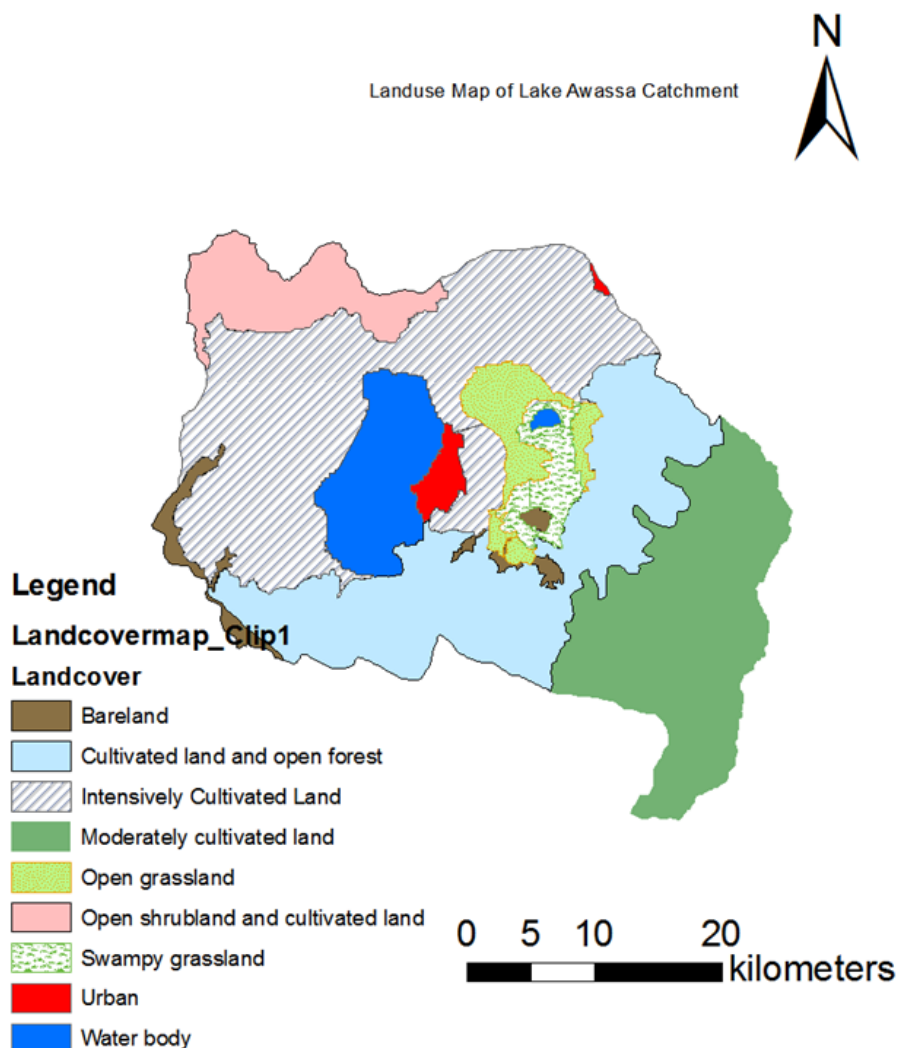 N
Landuse Map of Lake Awassa Catchment
Legend
Landcovermap_Clip1
Landcover
Bareland
Cultivated land and open forest
Intensively Cultivated Land
Moderately cultivated land
Open grassland
Open shrubland and cultivated land
Swampy grassland
Urban
Water body
0 5 10 20
kilometers